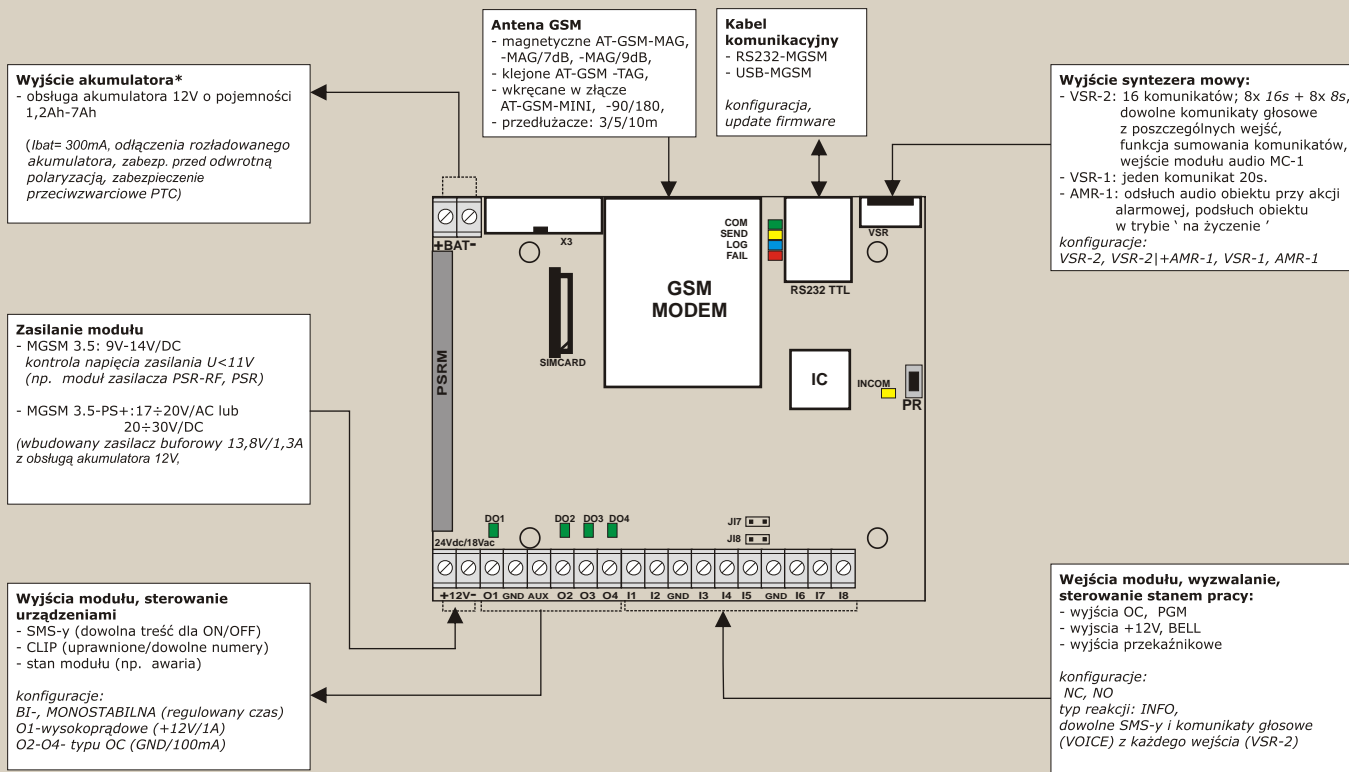 Antena GSM
- magnetyczne AT-GSM-MAG,
-MAG/7dB, -MAG/9dB,
- klejone AT-GSM -TAG,
- wkręcane w złącze
AT-GSM-MINI, -90/180,
- przedłużacze: 3/5/10m
Kabel
komunikacyjny
- RS232-MGSM
- USB-MGSM
konfiguracja,
update firmware
Wyjście akumulatora*
- obsługa akumulatora 12V o pojemności
1,2Ah-7Ah
(Ibat= 300mA, odłączenia rozładowanego
akumulatora, zabezp. przed odwrotną
polaryzacją, zabezpieczenie
przeciwzwarciowe PTC)
Wyjście syntezera mowy:
- VSR-2: 16 komunikatów; 8x 16s + 8x 8s,
dowolne komunikaty głosowe
z poszczególnych wejść,
funkcja sumowania komunikatów,
wejście modułu audio MC-1
- VSR-1: jeden komunikat 20s.
- AMR-1: odsłuch audio obiektu przy akcji
alarmowej, podsłuch obiektu
w trybie ‘ na życzenie ’
konfiguracje:
VSR-2, VSR-2|+AMR-1, VSR-1, AMR-1
+BAT-
X3
COM
SEND
LOG
FAIL
VSR
RS232 TTL
GSM
MODEM
SIMCARD
PSRM
IC
INCOM
PR
Zasilanie modułu
- MGSM 3.5: 9V-14V/DC
kontrola napięcia zasilania U<11V
(np. moduł zasilacza PSR-RF, PSR)
- MGSM 3.5-PS+:17÷20V/AC lub
20÷30V/DC
(wbudowany zasilacz buforowy 13,8V/1,3A
z obsługą akumulatora 12V,
DO1 DO2 DO3 DO4
JI7
JI8
24Vdc/18Vac
+12V- O1 GND AUX O2 O3 O4 I1 I2 GND I3 I4 I5 GND I6 I7 I8
Wyjścia modułu, sterowanie
urządzeniami
- SMS-y (dowolna treść dla ON/OFF)
- CLIP (uprawnione/dowolne numery)
- stan modułu (np. awaria)
konfiguracje:
BI-, MONOSTABILNA (regulowany czas)
O1-wysokoprądowe (+12V/1A)
O2-O4- typu OC (GND/100mA)
Wejścia modułu, wyzwalanie,
sterowanie stanem pracy:
- wyjścia OC, PGM
- wyjscia +12V, BELL
- wyjścia przekaźnikowe
konfiguracje:
NC, NO
typ reakcji: INFO,
dowolne SMS-y i komunikaty głosowe
(VOICE) z każdego wejścia (VSR-2)